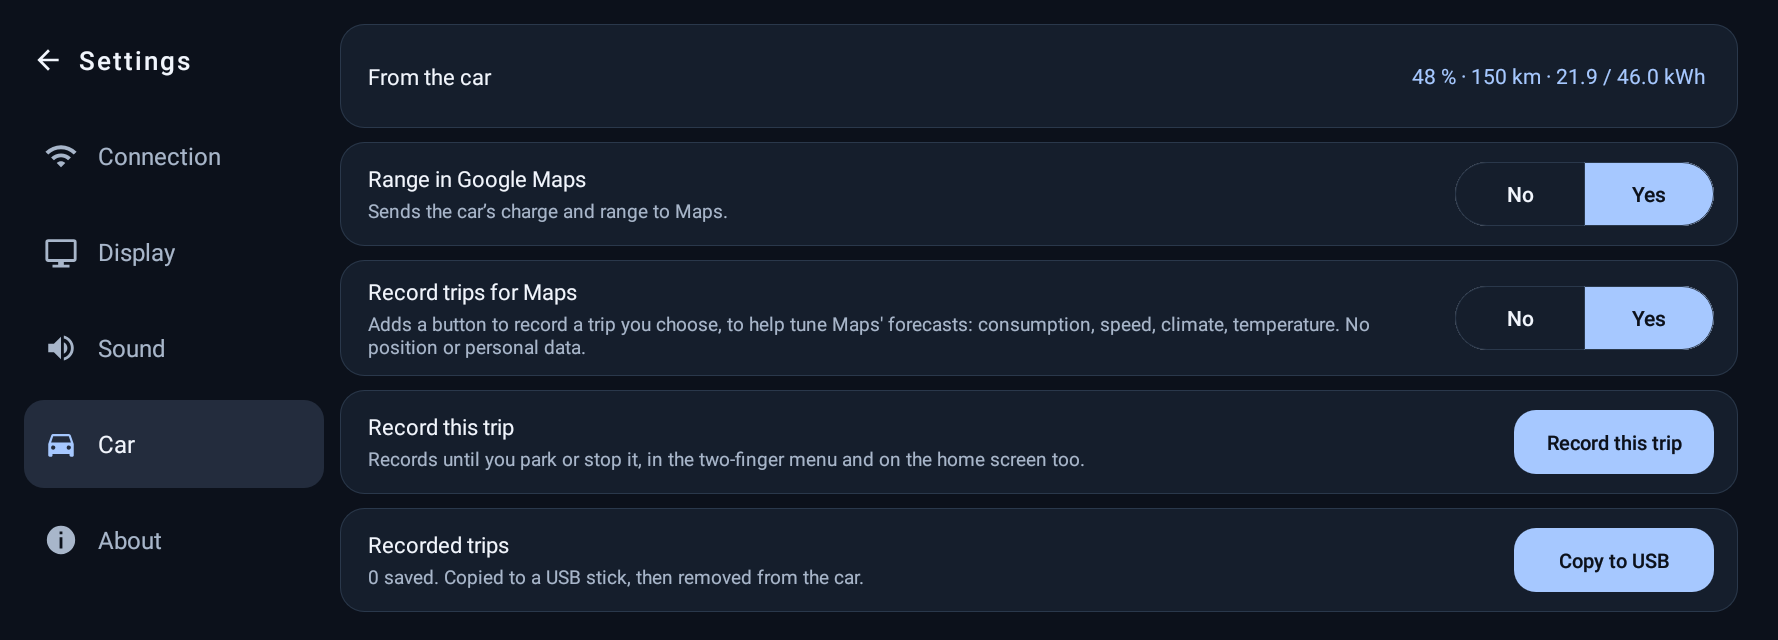 Settings
Connection
Display
Sound
Car
About
From the car
48 % · 150 km · 21.9 / 46.0 kWh
Range in Google Maps
Sends the car’s charge and range to Maps.
No
Yes
Record trips for Maps
Adds a button to record a trip you choose, to help tune Maps' forecasts: consumption, speed, climate, temperature. No
position or personal data.
No
Yes
Record this trip
Records until you park or stop it, in the two-finger menu and on the home screen too.
Record this trip
Recorded trips
0 saved. Copied to a USB stick, then removed from the car.
Copy to USB